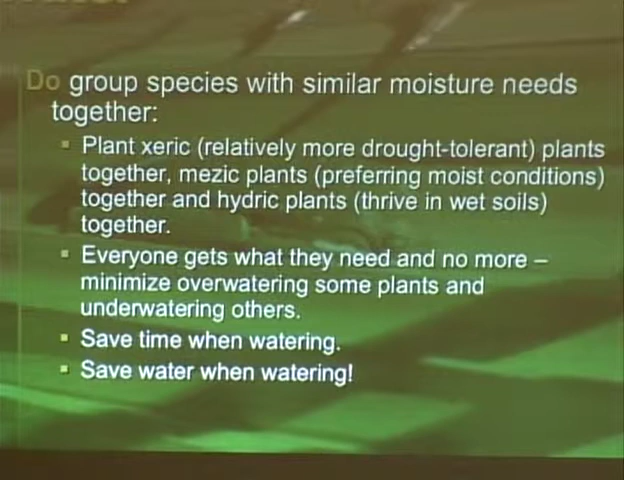 Do group species with similar moisture needs
together:
Plant xeric (relatively more drought-tolerant) plants
together, mezic plants (preferring moist conditions)
together and hydric plants (thrive in wet soils)
together.
Everyone gets what they need and no more –
minimize overwatering some plants and
underwatering others.
Save time when watering.
Save water when watering!